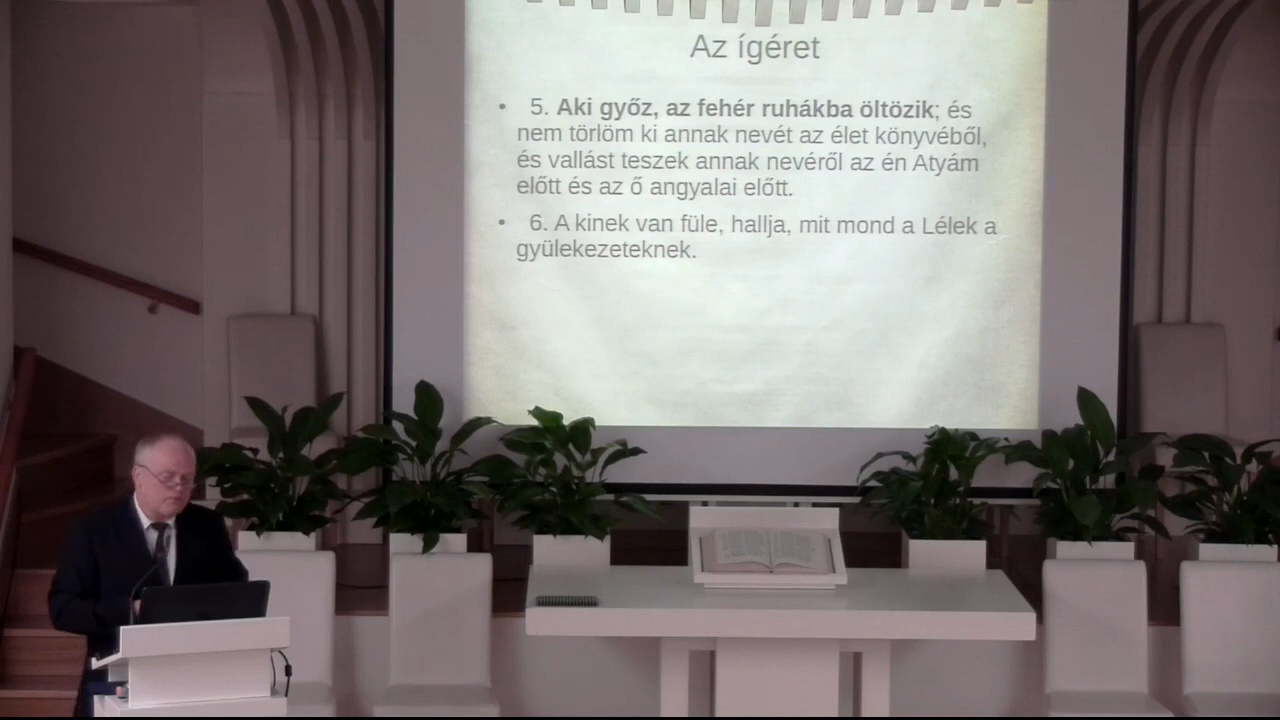 Az ígéret
• 5. Aki győz, az fehér ruhákba öltözik; és
nem törlöm ki annak nevét az élet könyvéből,
és vallást teszek annak nevéről az én Atyám
előtt és az ő angyalai előtt.
• 6. A kinek van füle, hallja, mit mond a Lélek a
gyülekezeteknek.